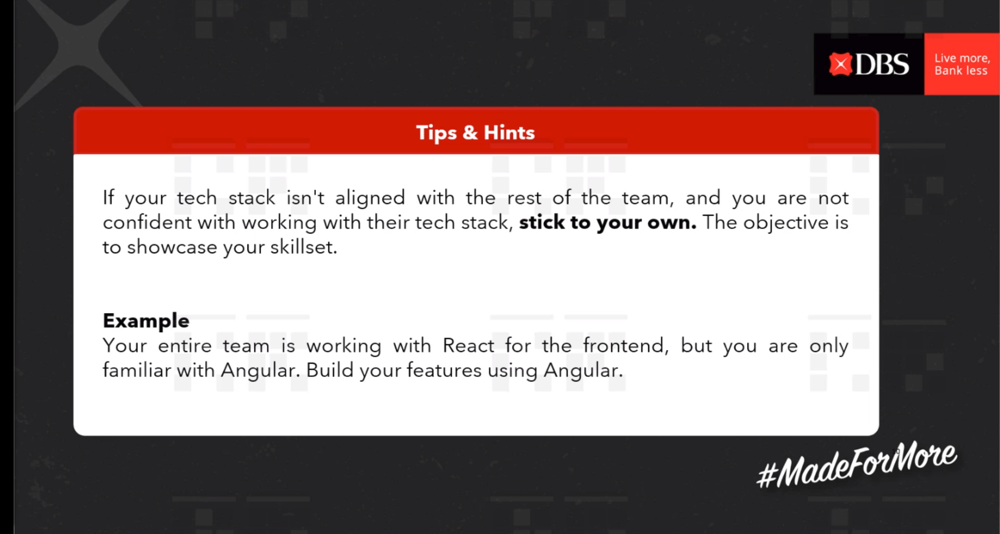 DBS
Live more,
Bank less
Tips & Hints
If your tech stack isn't aligned with the rest of the team, and you are not
confident with working with their tech stack, stick to your own. The objective is
to showcase your skillset.
Example
Your entire team is working with React for the frontend, but you are only
familiar with Angular. Build your features using Angular.
#MadeForMore